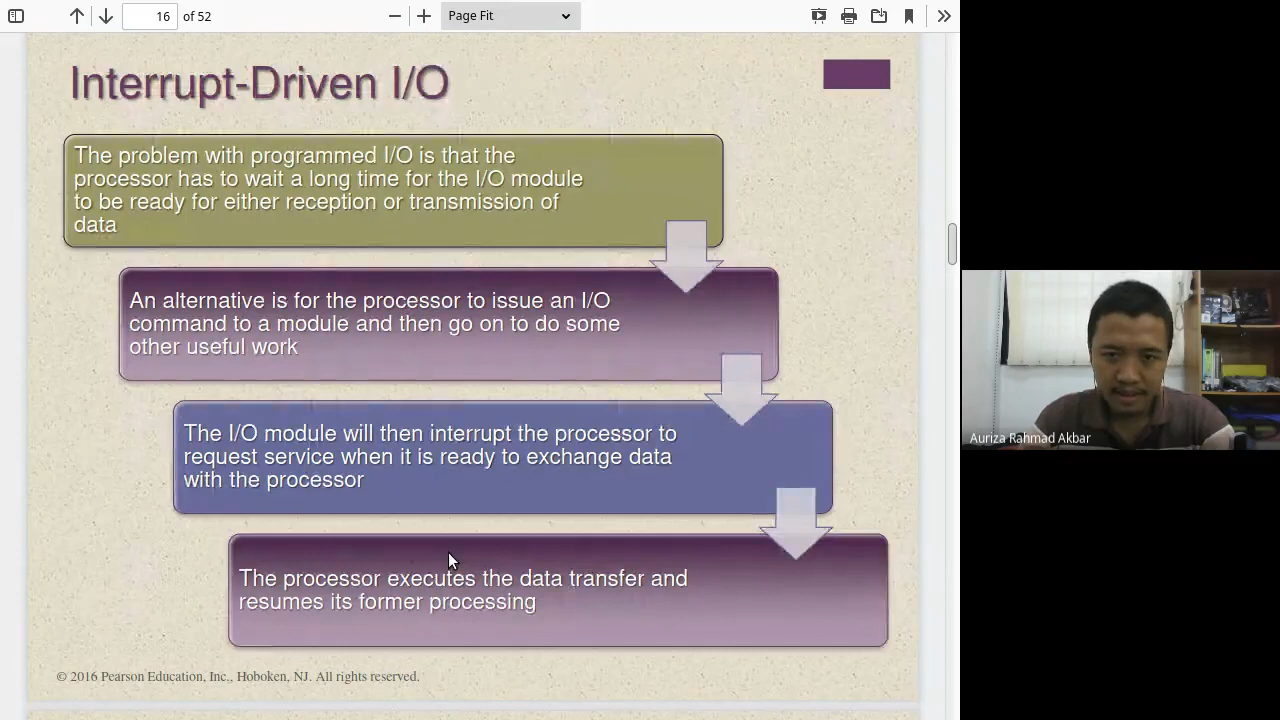 16 of 52
Page Fit
Interrupt-Driven I/O
The problem with programmed I/O is that the
processor has to wait a long time for the I/O module
to be ready for either reception or transmission of
data
An alternative is for the processor to issue an I/O
command to a module and then go on to do some
other useful work
The I/O module will then interrupt the processor to
request service when it is ready to exchange data
with the processor
The processor executes the data transfer and
resumes its former processing
© 2016 Pearson Education, Inc., Hoboken, NJ. All rights reserved.
Auriza Rahmad Akbar